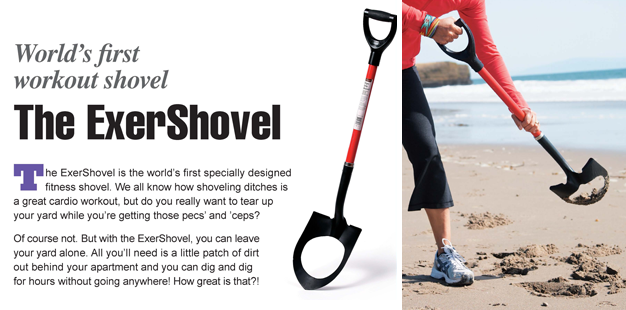 World's first
workout shovel
The ExerShovel
The ExerShovel is the world's first specially designed
fitness shovel. We all know how shoveling ditches is
a great cardio workout, but do you really want to tear up
your yard while you're getting those pecs' and 'ceps?
Of course not. But with the ExerShovel, you can leave
your yard alone. All you'll need is a little patch of dirt
out behind your apartment and you can dig and dig
for hours without going anywhere! How great is that?!